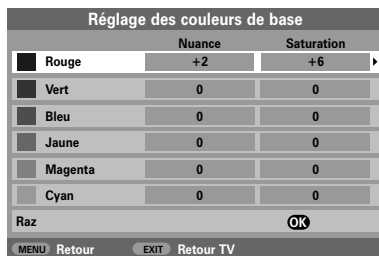 Réglage des couleurs de base
Nuance Saturation
Rouge +2 +6
Vert 0 0
Bleu 0 0
Jaune 0 0
Magenta 0 0
Cyan 0 0
Raz OK
MENU Retour EXIT Retour TV